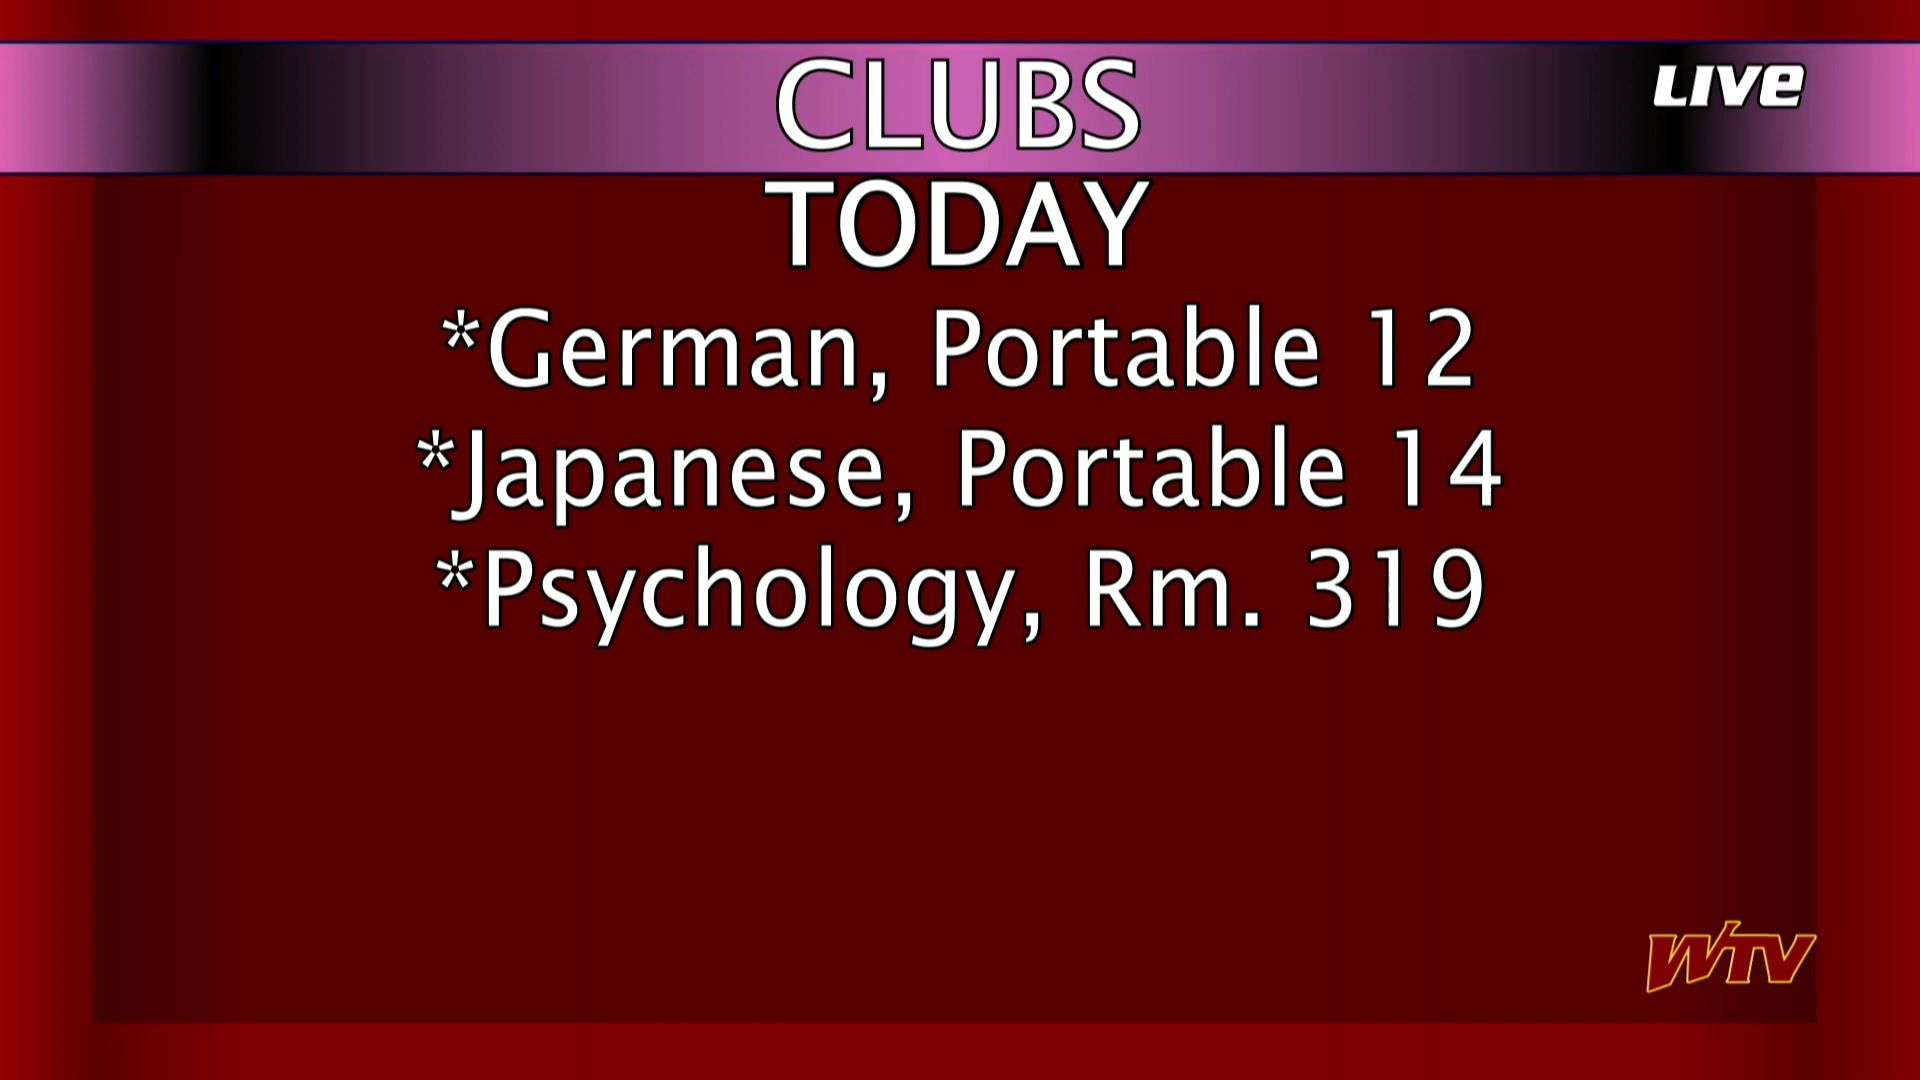 CLUBS
LIVE
TODAY
*German, Portable 12
*Japanese, Portable 14
*Psychology, Rm. 319
WTV